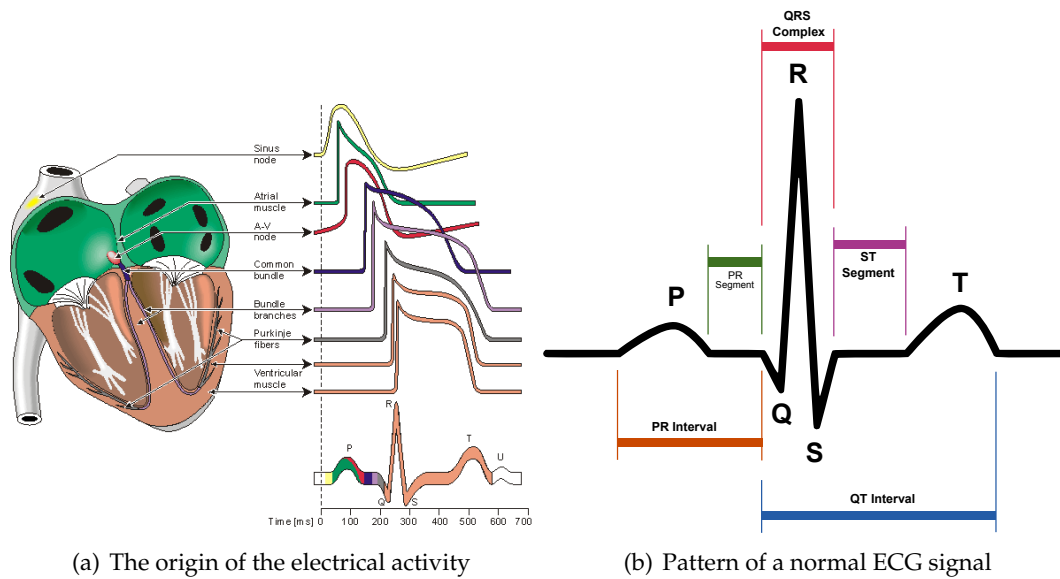 Sinus
node
Atrial
muscle
A-V
node
Common
bundle
Bundle
branches
Purkinje
fibers
Ventricular
muscle
R
P
T
U
Q
S
Time [ms]
0 100 200 300 400 500 600 700
(a) The origin of the electrical activity
QRS
Complex
R
PR
Segment
ST
Segment
P
T
Q
S
PR Interval
QT Interval
(b) Pattern of a normal ECG signal